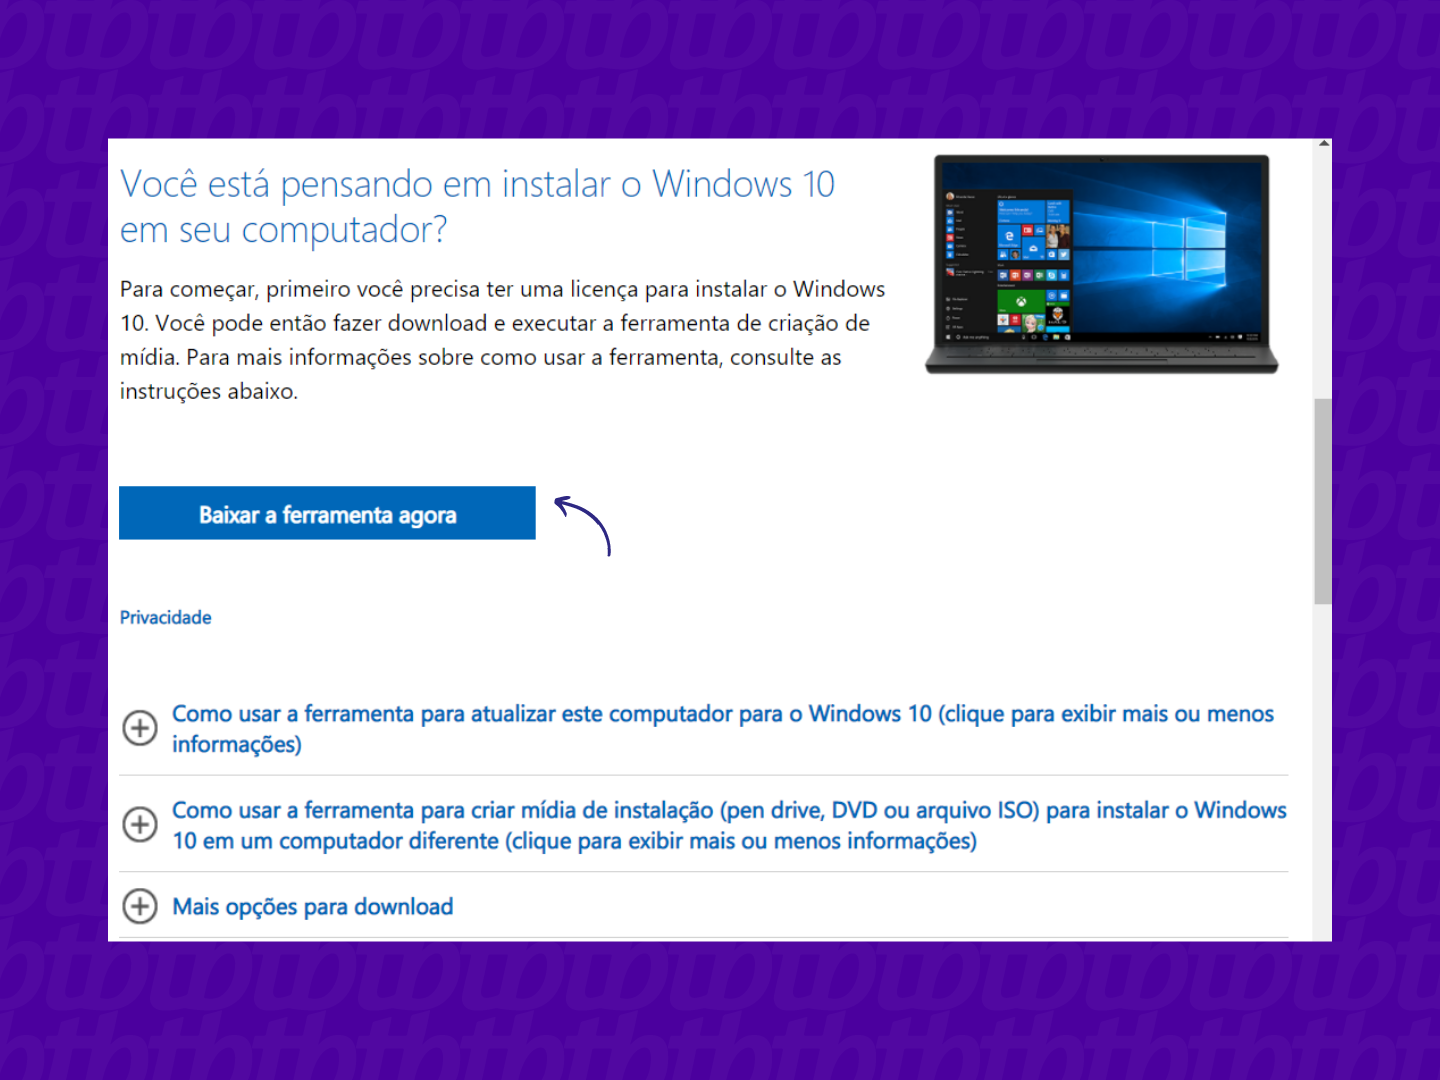 Você está pensando em instalar o Windows 10
em seu computador?
Para começar, primeiro você precisa ter uma licença para instalar o Windows
10. Você pode então fazer download e executar a ferramenta de criação de
mídia. Para mais informações sobre como usar a ferramenta, consulte as
instruções abaixo.
Baixar a ferramenta agora
Privacidade
Como usar a ferramenta para atualizar este computador para o Windows 10 (clique para exibir mais ou menos
informações)
Como usar a ferramenta para criar mídia de instalação (pen drive, DVD ou arquivo ISO) para instalar o Windows
10 em um computador diferente (clique para exibir mais ou menos informações)
Mais opções para download